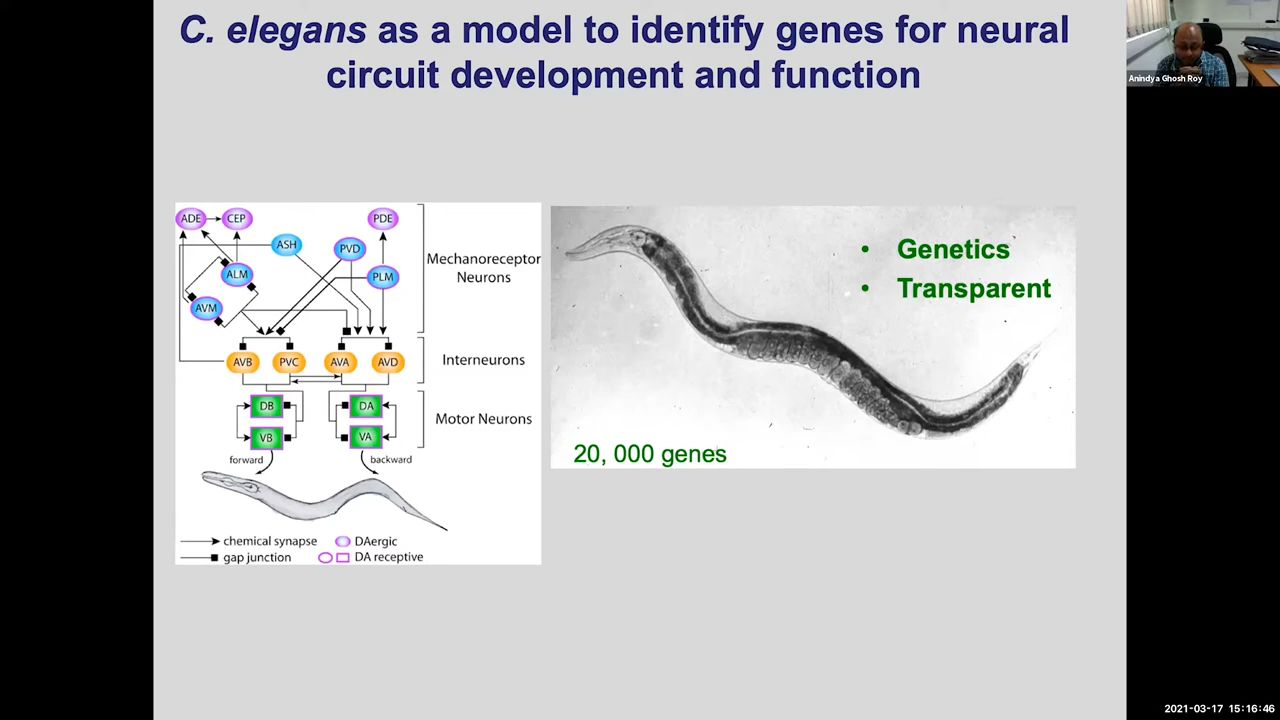 C. elegans as a model to identify genes for neural
circuit development and function
Anindya Ghosh Roy
ADE
CEP
PDE
ASH
PVD
ALM
PLM
AVM
Mechanoreceptor
Neurons
AVB
PVC
AVA
AVD
Interneurons
DB
DA
VB
VA
Motor Neurons
forward
backward
chemical synapse
DAergic
gap junction
DA receptive
• Genetics
• Transparent
20, 000 genes
2021-03-17 15:16:46